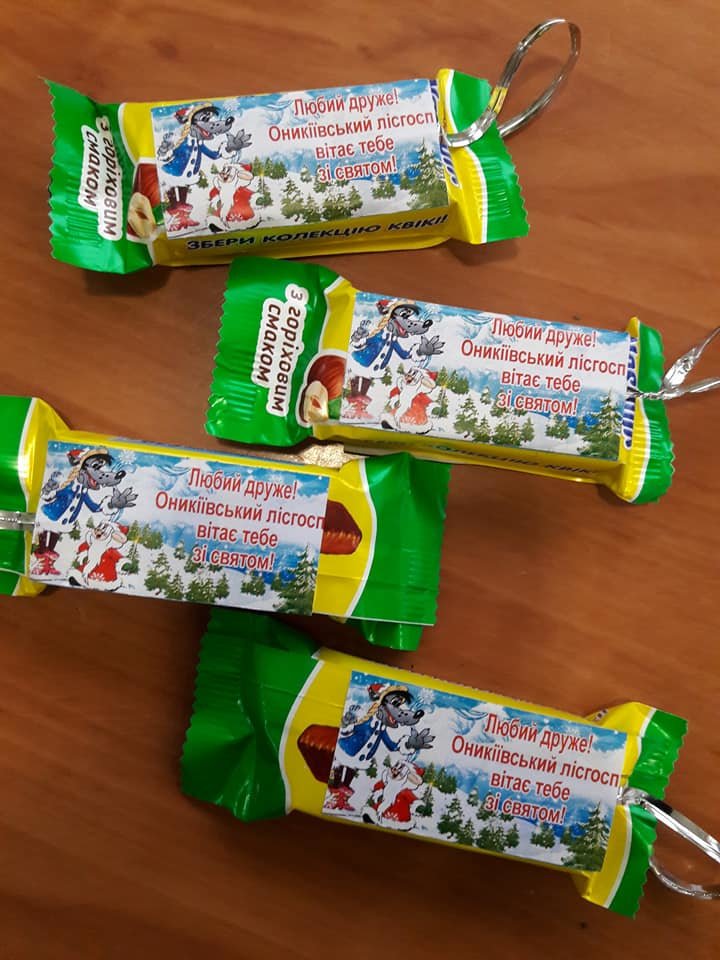 Любий друже!
Оникіївський лісгосп
вітає тебе
зі святом!
З горіховим
смаком
ЗБЕРИ КОЛЕКЦІЮ КВІКІ!
Любий друже!
Оникіївський лісгосп
вітає тебе
зі святом!
З горіховим
смаком
КВІКІ!
Любий друже!
Оникіївський лісгосп
вітає тебе
зі святом!
Любий друже!
Оникіївський лісгосп
вітає тебе
зі святом!